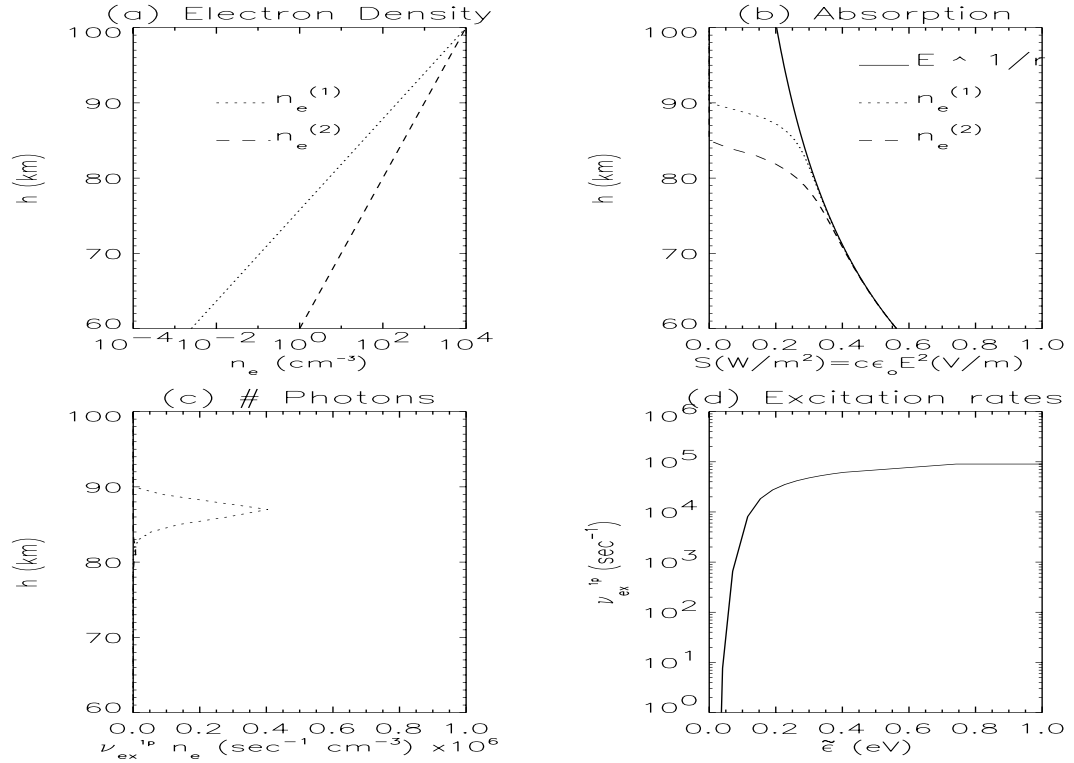 (a) Electron Density
100
90
80
70
60
h (km)
n_e^(1)
n_e^(2)
10^-4 10^-2 10^0 10^2 10^4
n_e (cm^-3)
(b) Absorption
100
90
80
70
60
h (km)
E ^ 1/r
n_e^(1)
n_e^(2)
0.0 0.2 0.4 0.6 0.8 1.0
S(W/m^2)=cϵ_o E^2(V/m)
(c) # Photons
100
90
80
70
60
h (km)
0.0 0.2 0.4 0.6 0.8 1.0
ν_ex^1p n_e (sec^-1 cm^-3) x10^6
(d) Excitation rates
10^6
10^5
10^4
10^3
10^2
10^1
10^0
ν_ex^1p (sec^-1)
0.0 0.2 0.4 0.6 0.8 1.0
ϵ̃ (eV)